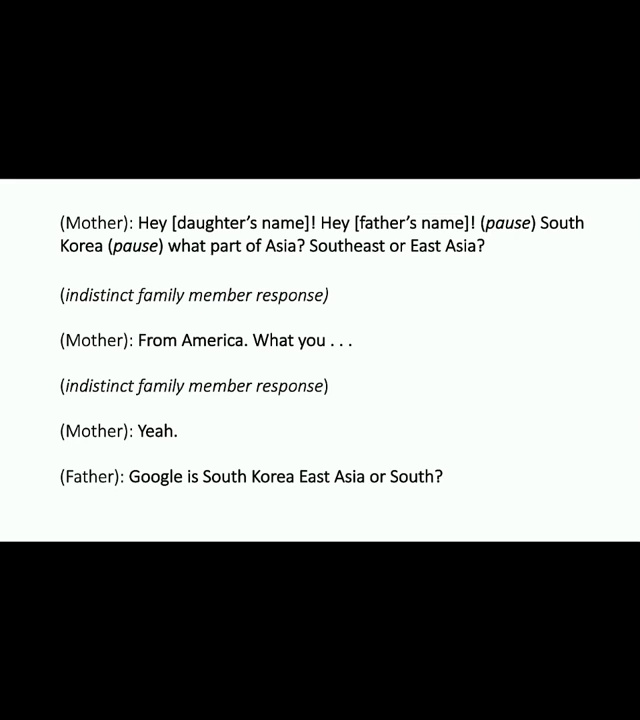 (Mother): Hey [daughter’s name]! Hey [father’s name]! (pause) South
Korea (pause) what part of Asia? Southeast or East Asia?
(indistinct family member response)
(Mother): From America. What you . . .
(indistinct family member response)
(Mother): Yeah.
(Father): Google is South Korea East Asia or South?